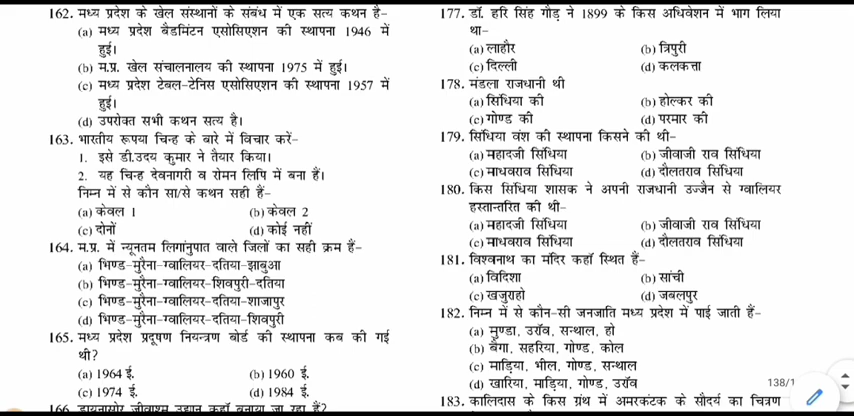 162. मध्य प्रदेश के खेल संस्थानों के संबंध में एक सत्य कथन है-
(a) मध्य प्रदेश बैडमिंटन एसोसिएशन की स्थापना 1946 में
हुई।
(b) म.प्र. खेल संचालनालय की स्थापना 1975 में हुई।
(c) मध्य प्रदेश टेबल-टेनिस एसोसिएशन की स्थापना 1957 में
हुई।
(d) उपरोक्त सभी कथन सत्य है।
163. भारतीय रूपया चिन्ह के बारे में विचार करें-
1. इसे डी.उदय कुमार ने तैयार किया।
2. यह चिन्ह देवनागरी व रोमन लिपि में बना हैं।
निम्न में से कौन सा/से कथन सही हैं-
(a) केवल 1
(b) केवल 2
(c) दोनों
(d) कोई नहीं
164. म.प्र. में न्यूनतम लिगांनुपात वाले जिलों का सही क्रम हैं-
(a) भिण्ड-मुरैना-ग्वालियर-दतिया-झाबुआ
(b) भिण्ड-मुरैना-ग्वालियर-शिवपुरी-दतिया
(c) भिण्ड-मुरैना-ग्वालियर-दतिया-शाजापुर
(d) भिण्ड-मुरैना-ग्वालियर-दतिया-शिवपुरी
165. मध्य प्रदेश प्रदूषण नियन्त्रण बोर्ड की स्थापना कब की गई
थी?
(a) 1964 ई.
(b) 1960 ई.
(c) 1974 ई.
(d) 1984 ई.
166. डायनासोर जीवाश्म उद्यान कहाँ बनाया जा रहा हैं?
177. डॉ. हरि सिंह गौड़ ने 1899 के किस अधिवेशन में भाग लिया
था-
(a) लाहौर
(b) त्रिपुरी
(c) दिल्ली
(d) कलकत्ता
178. मंडला राजधानी थी
(a) सिंधिया की
(b) होल्कर की
(c) गोण्ड की
(d) परमार की
179. सिंधिया वंश की स्थापना किसने की थी-
(a) महादजी सिंधिया
(b) जीवाजी राव सिंधिया
(c) माधवराव सिंधिया
(d) दौलतराव सिंधिया
180. किस सिंधिया शासक ने अपनी राजधानी उज्जैन से ग्वालियर
हस्तान्तरित की थी-
(a) महादजी सिंधिया
(b) जीवाजी राव सिंधिया
(c) माधवराव सिंधिया
(d) दौलतराव सिंधिया
181. विश्वनाथ का मंदिर कहाँ स्थित हैं-
(a) विदिशा
(b) सांची
(c) खजुराहो
(d) जबलपुर
182. निम्न में से कौन-सी जनजाति मध्य प्रदेश में पाई जाती हैं-
(a) मुण्डा, उराँव, सन्थाल, हो
(b) बैगा, सहरिया, गोण्ड, कोल
(c) माड़िया, भील, गोण्ड, सन्थाल
(d) खारिया, माड़िया, गोण्ड, उराँव
138/1
183. कालिदास के किस ग्रंथ में अमरकंटक के सौंदर्य का चित्रण